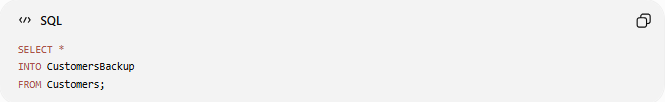 SQL
SELECT *
INTO CustomersBackup
FROM Customers;